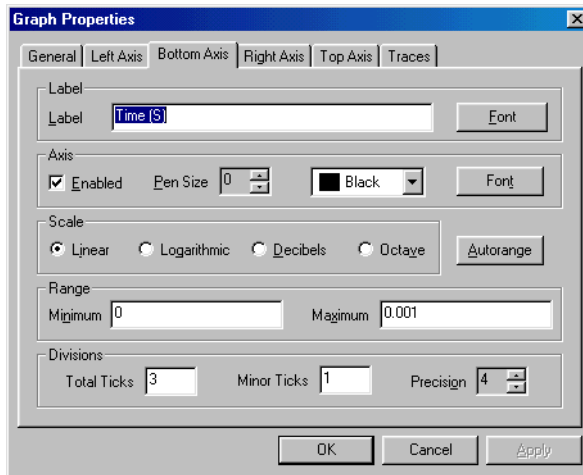 Graph Properties
General Left Axis Bottom Axis Right Axis Top Axis Traces
Label
Label Time (S) Font
Axis
Enabled Pen Size 0 Black Font
Scale
Linear Logarithmic Decibels Octave Autorange
Range
Minimum 0 Maximum 0.001
Divisions
Total Ticks 3 Minor Ticks 1 Precision 4
OK Cancel Apply